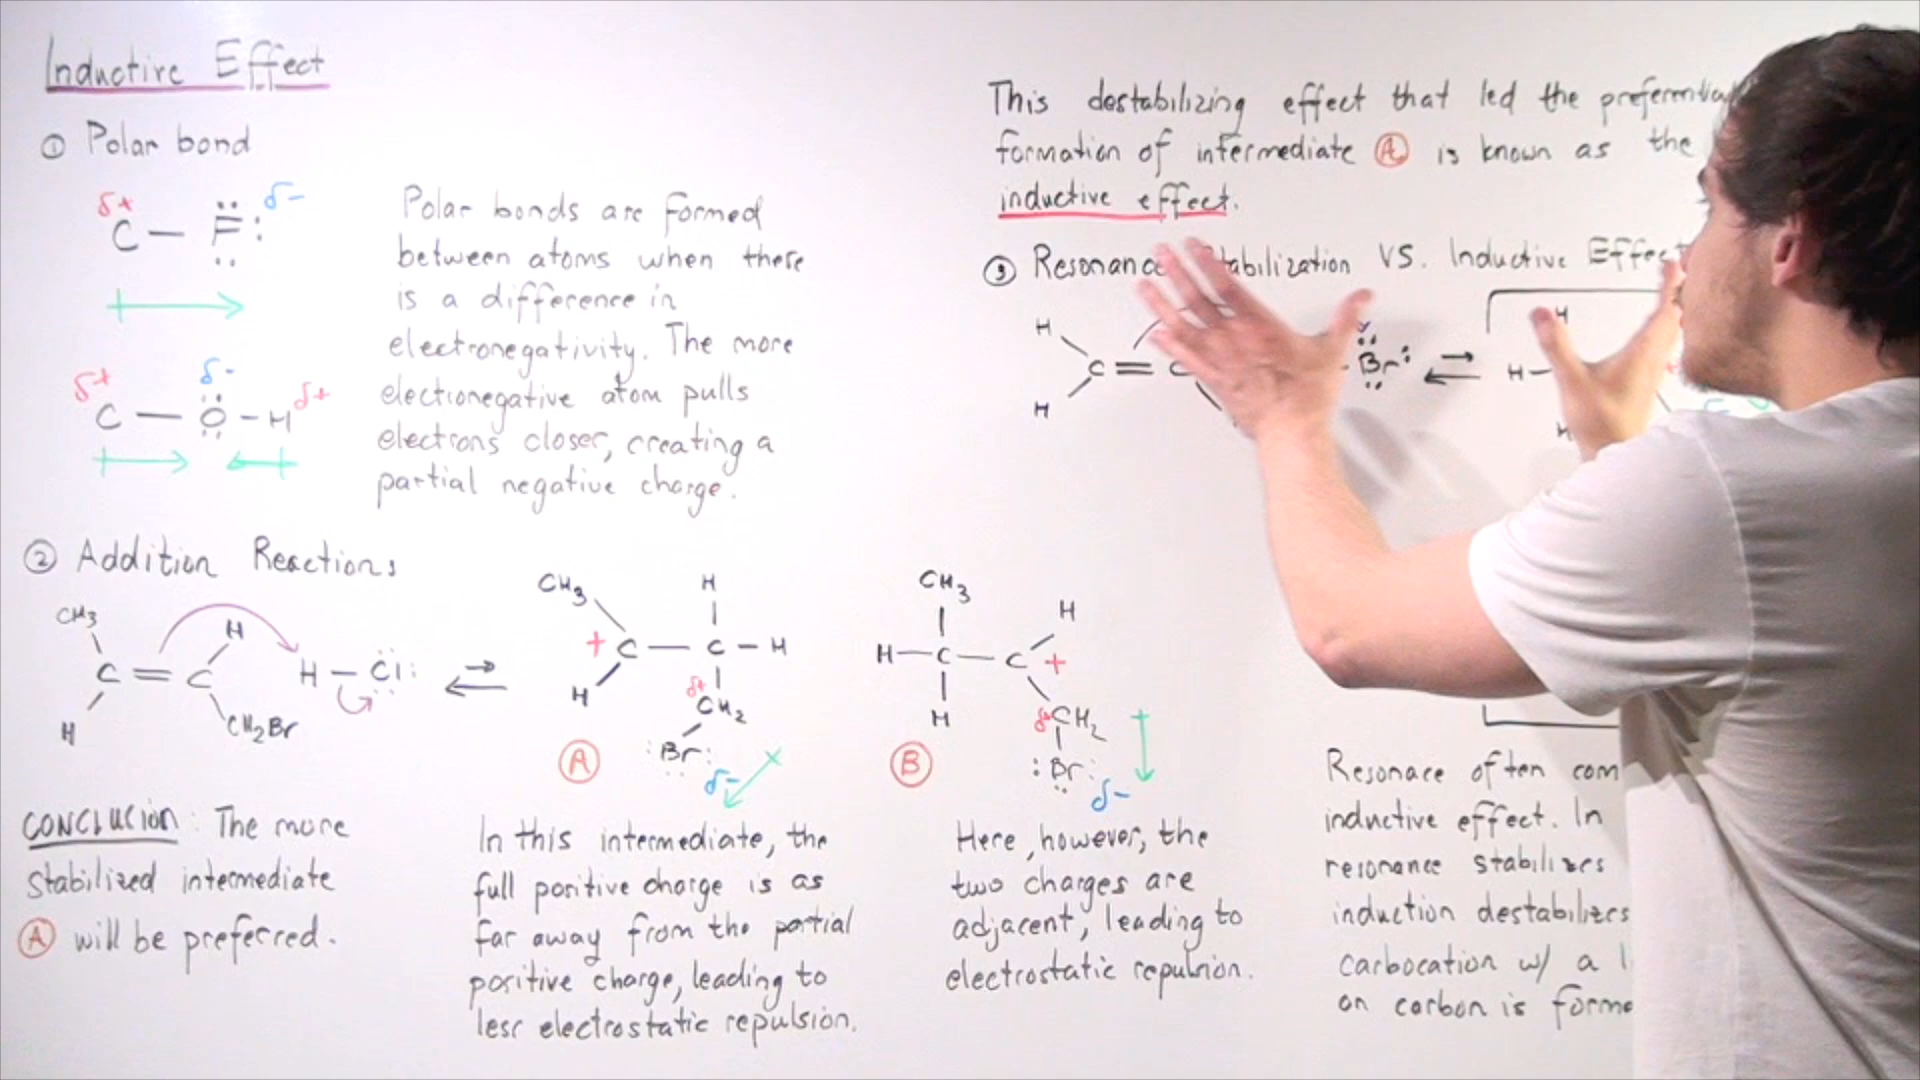 Inductive Effect
① Polar bond
δ+ δ-
C — F
δ+ δ- δ+
C — O - H
Polar bonds are formed
between atoms when there
is a difference in
electronegativity. The more
electronegative atom pulls
electrons closer, creating a
partial negative charge.
② Addition Reactions
CH3
H
C = C H — Cl
H
CH2Br
CH3 H
+ C — C — H
H δ+ CH2
A Br δ-
CH3
H
H — C — C +
H δ+ CH2
B Br δ-
CONCLUCION: The more
stabilized intermediate
A will be preferred.
In this intermediate, the
full positive charge is as
far away from the partial
positive charge, leading to
less electrostatic repulsion.
Here, however, the
two charges are
adjacent, leading to
electrostatic repulsion.
This destabilizing effect that led the
formation of intermediate A is known as the
inductive effect.
③ VS. Inductive
H H
C = C Br H
H H
Resonace often
inductive effect. In
resonance stabilizes
induction destabilizes
carbocation w/ a
on carbon is